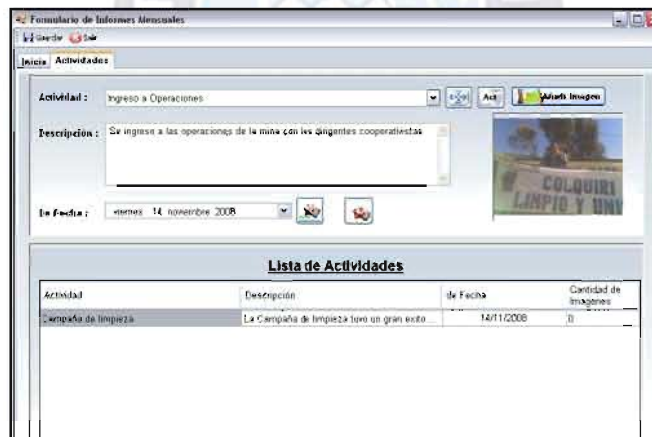 Formulario de Informes Mensuales
Guardar Salir
Inicio Actividades
Actividad : Ingreso a Operaciones Act Añadir Imagen
Descripción : Se ingreso a las operaciones de la mina con los dirigentes cooperativistas
COLQUIRI
LIMPIO Y
De Fecha : viernes 14 noviembre 2008
Lista de Actividades
Actividad Descripción de Fecha Cantidad de
Imagenes
Campaña de limpieza La Campaña de limpieza tuvo un gran exito... 14/11/2008 0